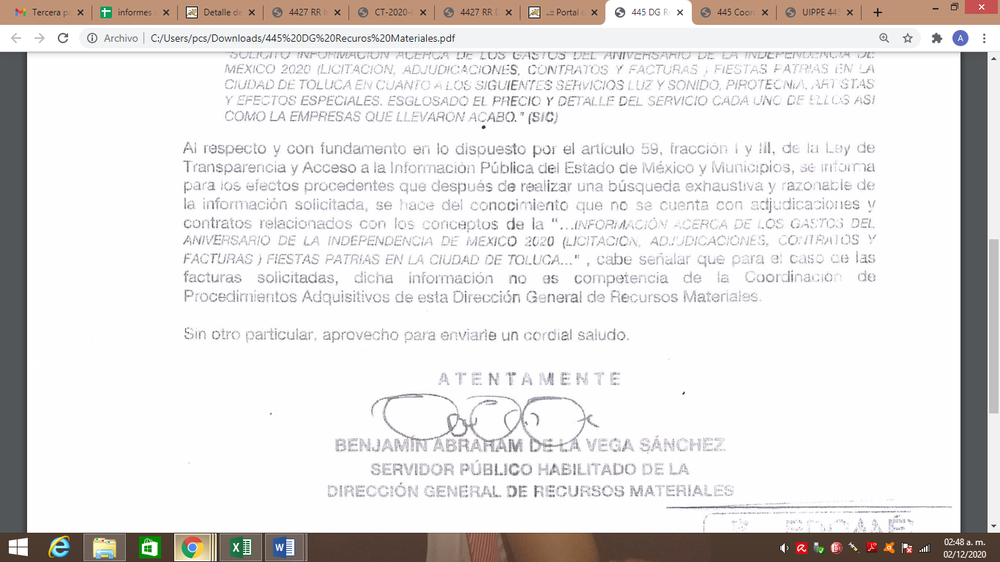 Tercera pa
informes
Detalle de
4427 RR
CT-2020-
4427 RR D
..:: Portal
445 DG R
445 Coor
UIPPE 44
Archivo
C:/Users/pcs/Downloads/445%20DG%20Recuros%20Materiales.pdf
A
"SOLICITO INFORMACION ACERCA DE LOS GASTOS DEL ANIVERSARIO DE LA INDEPENDENCIA DE
MEXICO 2020 (LICITACION, ADJUDICACIONES, CONTRATOS Y FACTURAS ) FIESTAS PATRIAS EN LA
CIUDAD DE TOLUCA EN CUANTO A LOS SIGUIENTES SERVICIOS LUZ Y SONIDO, PIROTECNIA, ARTISTAS
Y EFECTOS ESPECIALES. ESGLOSADO EL PRECIO Y DETALLE DEL SERVICIO CADA UNO DE ELLOS ASI
COMO LA EMPRESAS QUE LLEVARON ACABO." (SIC)
Al respecto y con fundamento en lo dispuesto por el artículo 59, fracción I y III, de la Ley de
Transparencia y Acceso a la Información Pública del Estado de México y Municipios, se informa
para los efectos procedentes que después de realizar una búsqueda exhaustiva y razonable de
la información solicitada, se hace del conocimiento que no se cuenta con adjudicaciones y
contratos relacionados con los conceptos de la "...INFORMACIÓN ACERCA DE LOS GASTOS DEL
ANIVERSARIO DE LA INDEPENDENCIA DE MEXICO 2020 (LICITACION, ADJUDICACIONES, CONTRATOS Y
FACTURAS ) FIESTAS PATRIAS EN LA CIUDAD DE TOLUCA..." , cabe señalar que para el caso de las
facturas solicitadas, dicha información no es competencia de la Coordinación de
Procedimientos Adquisitivos de esta Dirección General de Recursos Materiales.
Sin otro particular, aprovecho para enviarle un cordial saludo.
A T E N T A M E N T E
BENJAMÍN ABRAHAM DE LA VEGA SÁNCHEZ
SERVIDOR PÚBLICO HABILITADO DE LA
DIRECCIÓN GENERAL DE RECURSOS MATERIALES
02:48 a. m.
02/12/2020